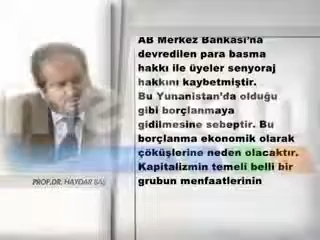 AB Merkez Bankası'na
devredilen para basma
hakkı ile üyeler senyoraj
hakkını kaybetmiştir.
Bu Yunanistan'da olduğu
gibi borçlanmaya
gidilmesine sebeptir. Bu
borçlanma ekonomik olarak
çöküşlerine neden olacaktır.
Kapitalizmin temeli belli bir
grubun menfaatlerinin
PROF.DR. HAYDAR BAŞ